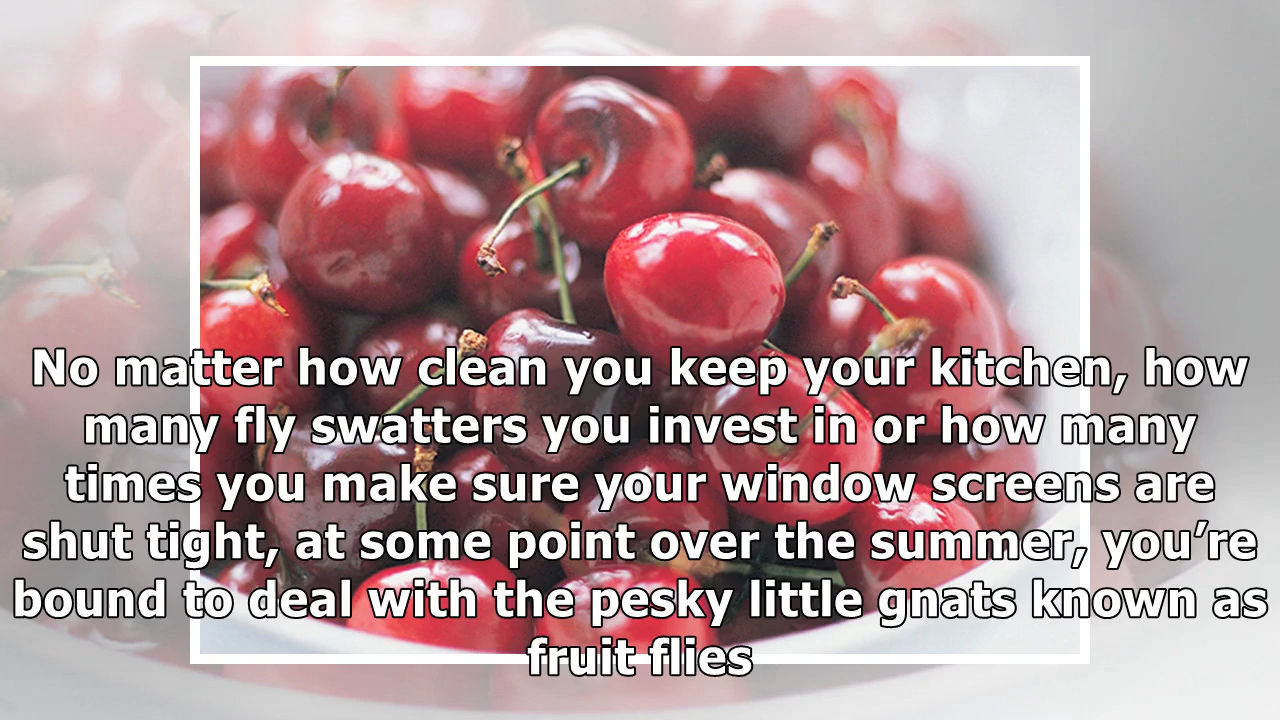 No matter how clean you keep your kitchen, how
many fly swatters you invest in or how many
times you make sure your window screens are
shut tight, at some point over the summer, you’re
bound to deal with the pesky little gnats known as
fruit flies